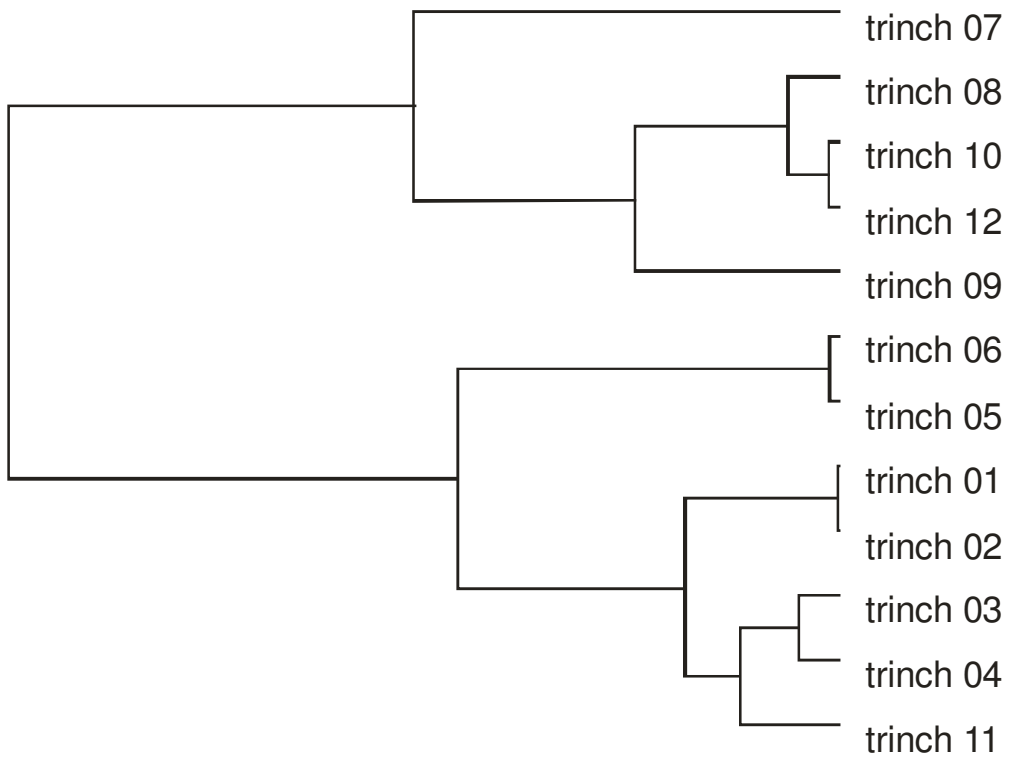 trinch 07
trinch 08
trinch 10
trinch 12
trinch 09
trinch 06
trinch 05
trinch 01
trinch 02
trinch 03
trinch 04
trinch 11